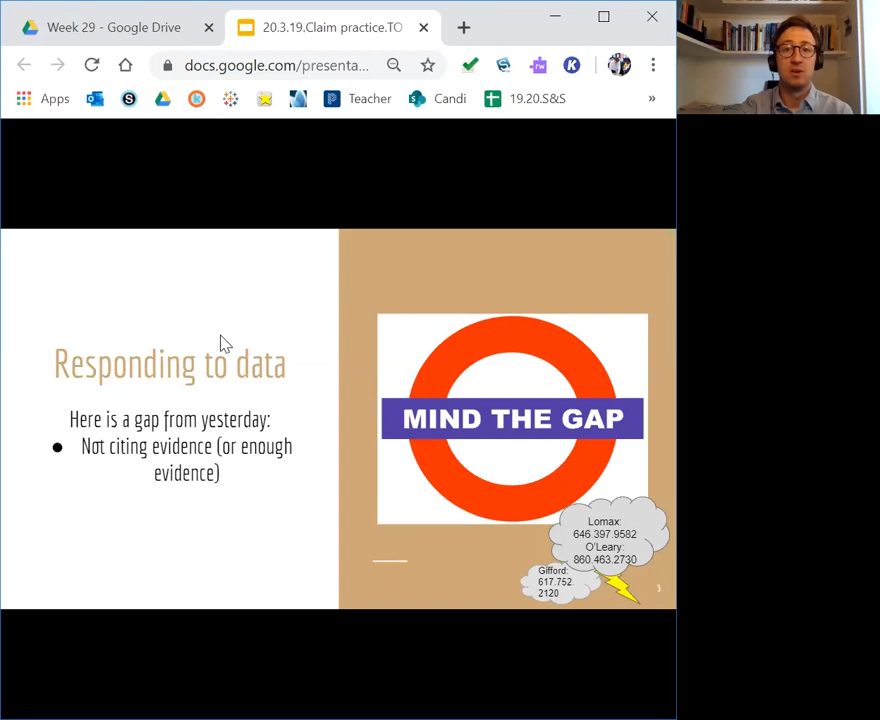 Week 29 - Google Drive
20.3.19.Claim practice.TO
docs.google.com/presenta...
Apps
Teacher
Candi
19.20.S&S
»
Responding to data
Here is a gap from yesterday:
● Not citing evidence (or enough
evidence)
MIND THE GAP
Lomax:
646.397.9582
O'Leary:
860.463.2730
Gifford:
617.752.
2120
3